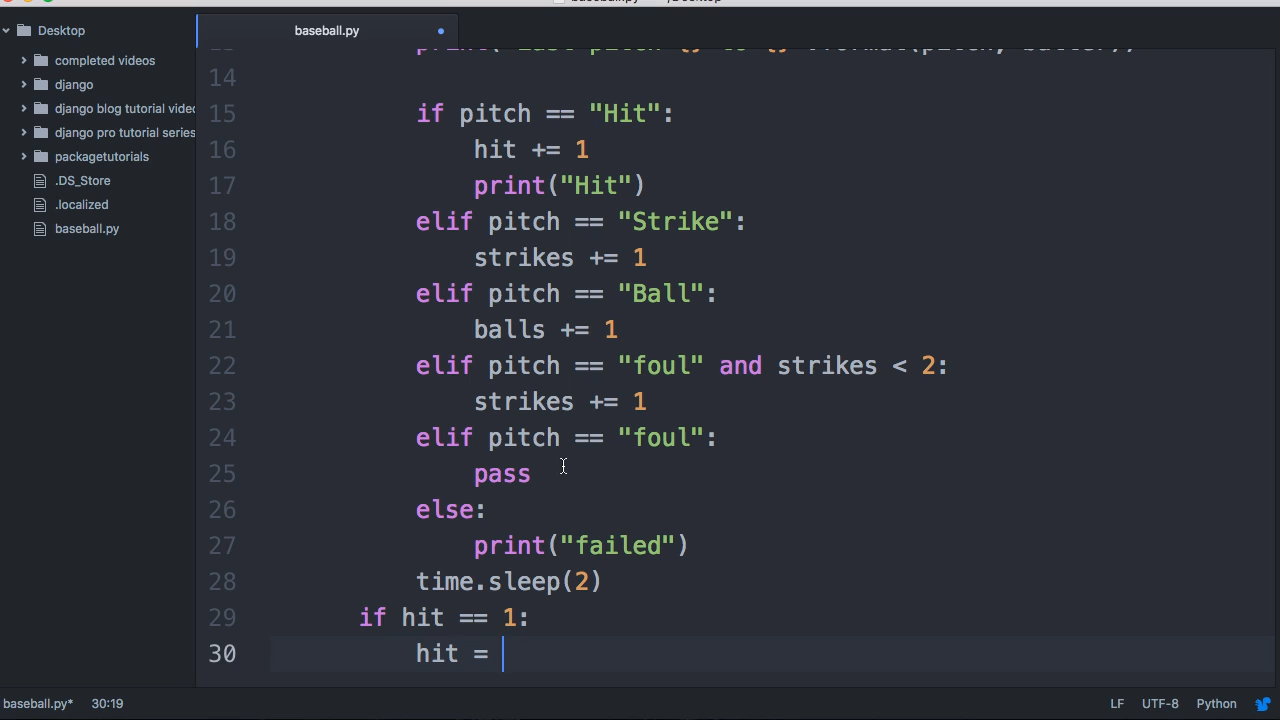 Desktop
baseball.py
completed videos
django
django blog tutorial video
django pro tutorial series
packagetutorials
.DS_Store
.localized
baseball.py
14
15 if pitch == "Hit":
16 hit += 1
17 print("Hit")
18 elif pitch == "Strike":
19 strikes += 1
20 elif pitch == "Ball":
21 balls += 1
22 elif pitch == "foul" and strikes < 2:
23 strikes += 1
24 elif pitch == "foul":
25 pass
26 else:
27 print("failed")
28 time.sleep(2)
29 if hit == 1:
30 hit =
baseball.py* 30:19 LF UTF-8 Python